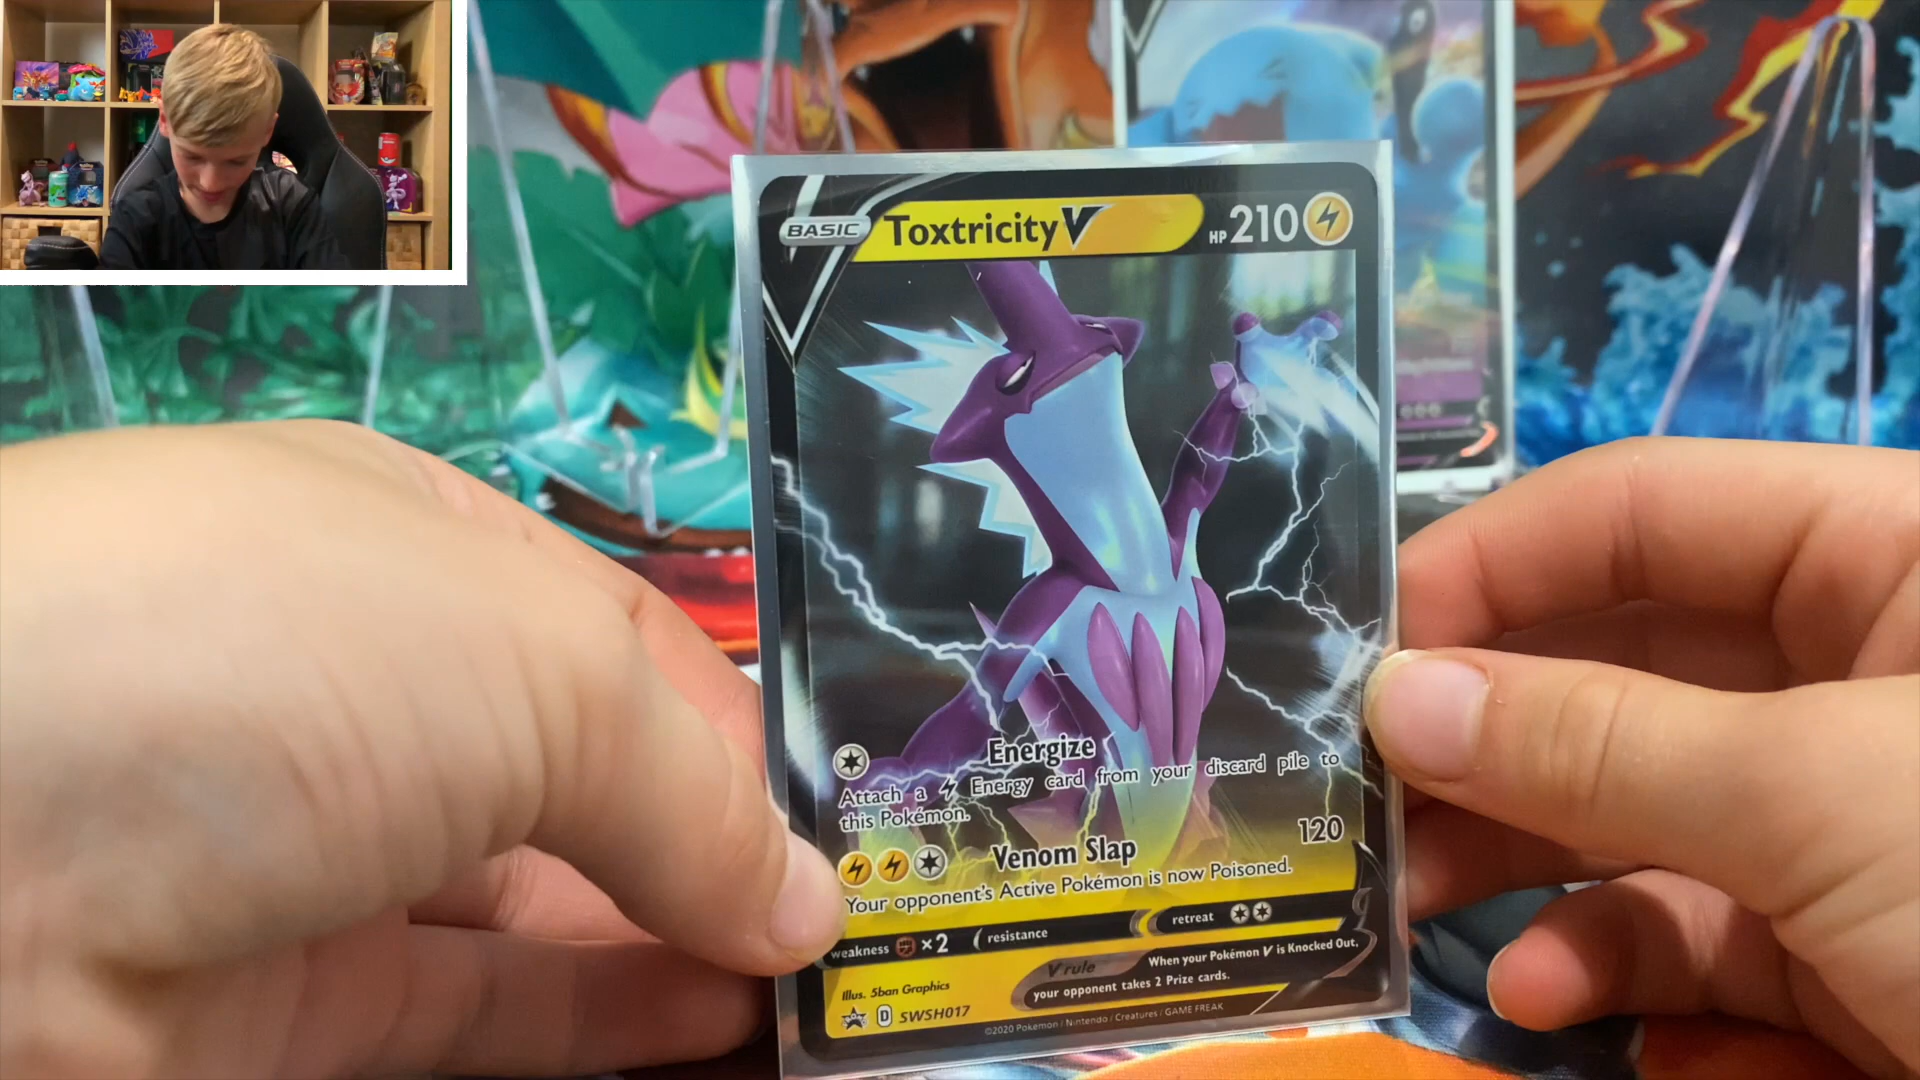 BASIC
Toxtricity V
HP 210
Energize
Attach a Energy card from your discard pile to
this Pokémon.
Venom Slap 120
Your opponent's Active Pokémon is now Poisoned.
weakness ×2 resistance
retreat
V rule When your Pokémon V is Knocked Out,
your opponent takes 2 Prize cards.
Illus. 5ban Graphics
D SWSH017
©2020 Pokémon / Nintendo / Creatures / GAME FREAK